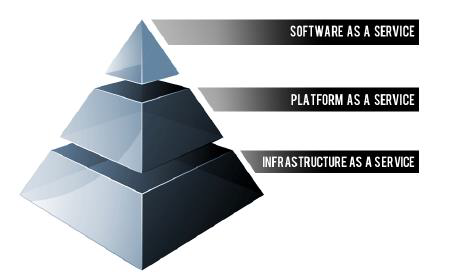 SOFTWARE AS A SERVICE
PLATFORM AS A SERVICE
INFRASTRUCTURE AS A SERVICE